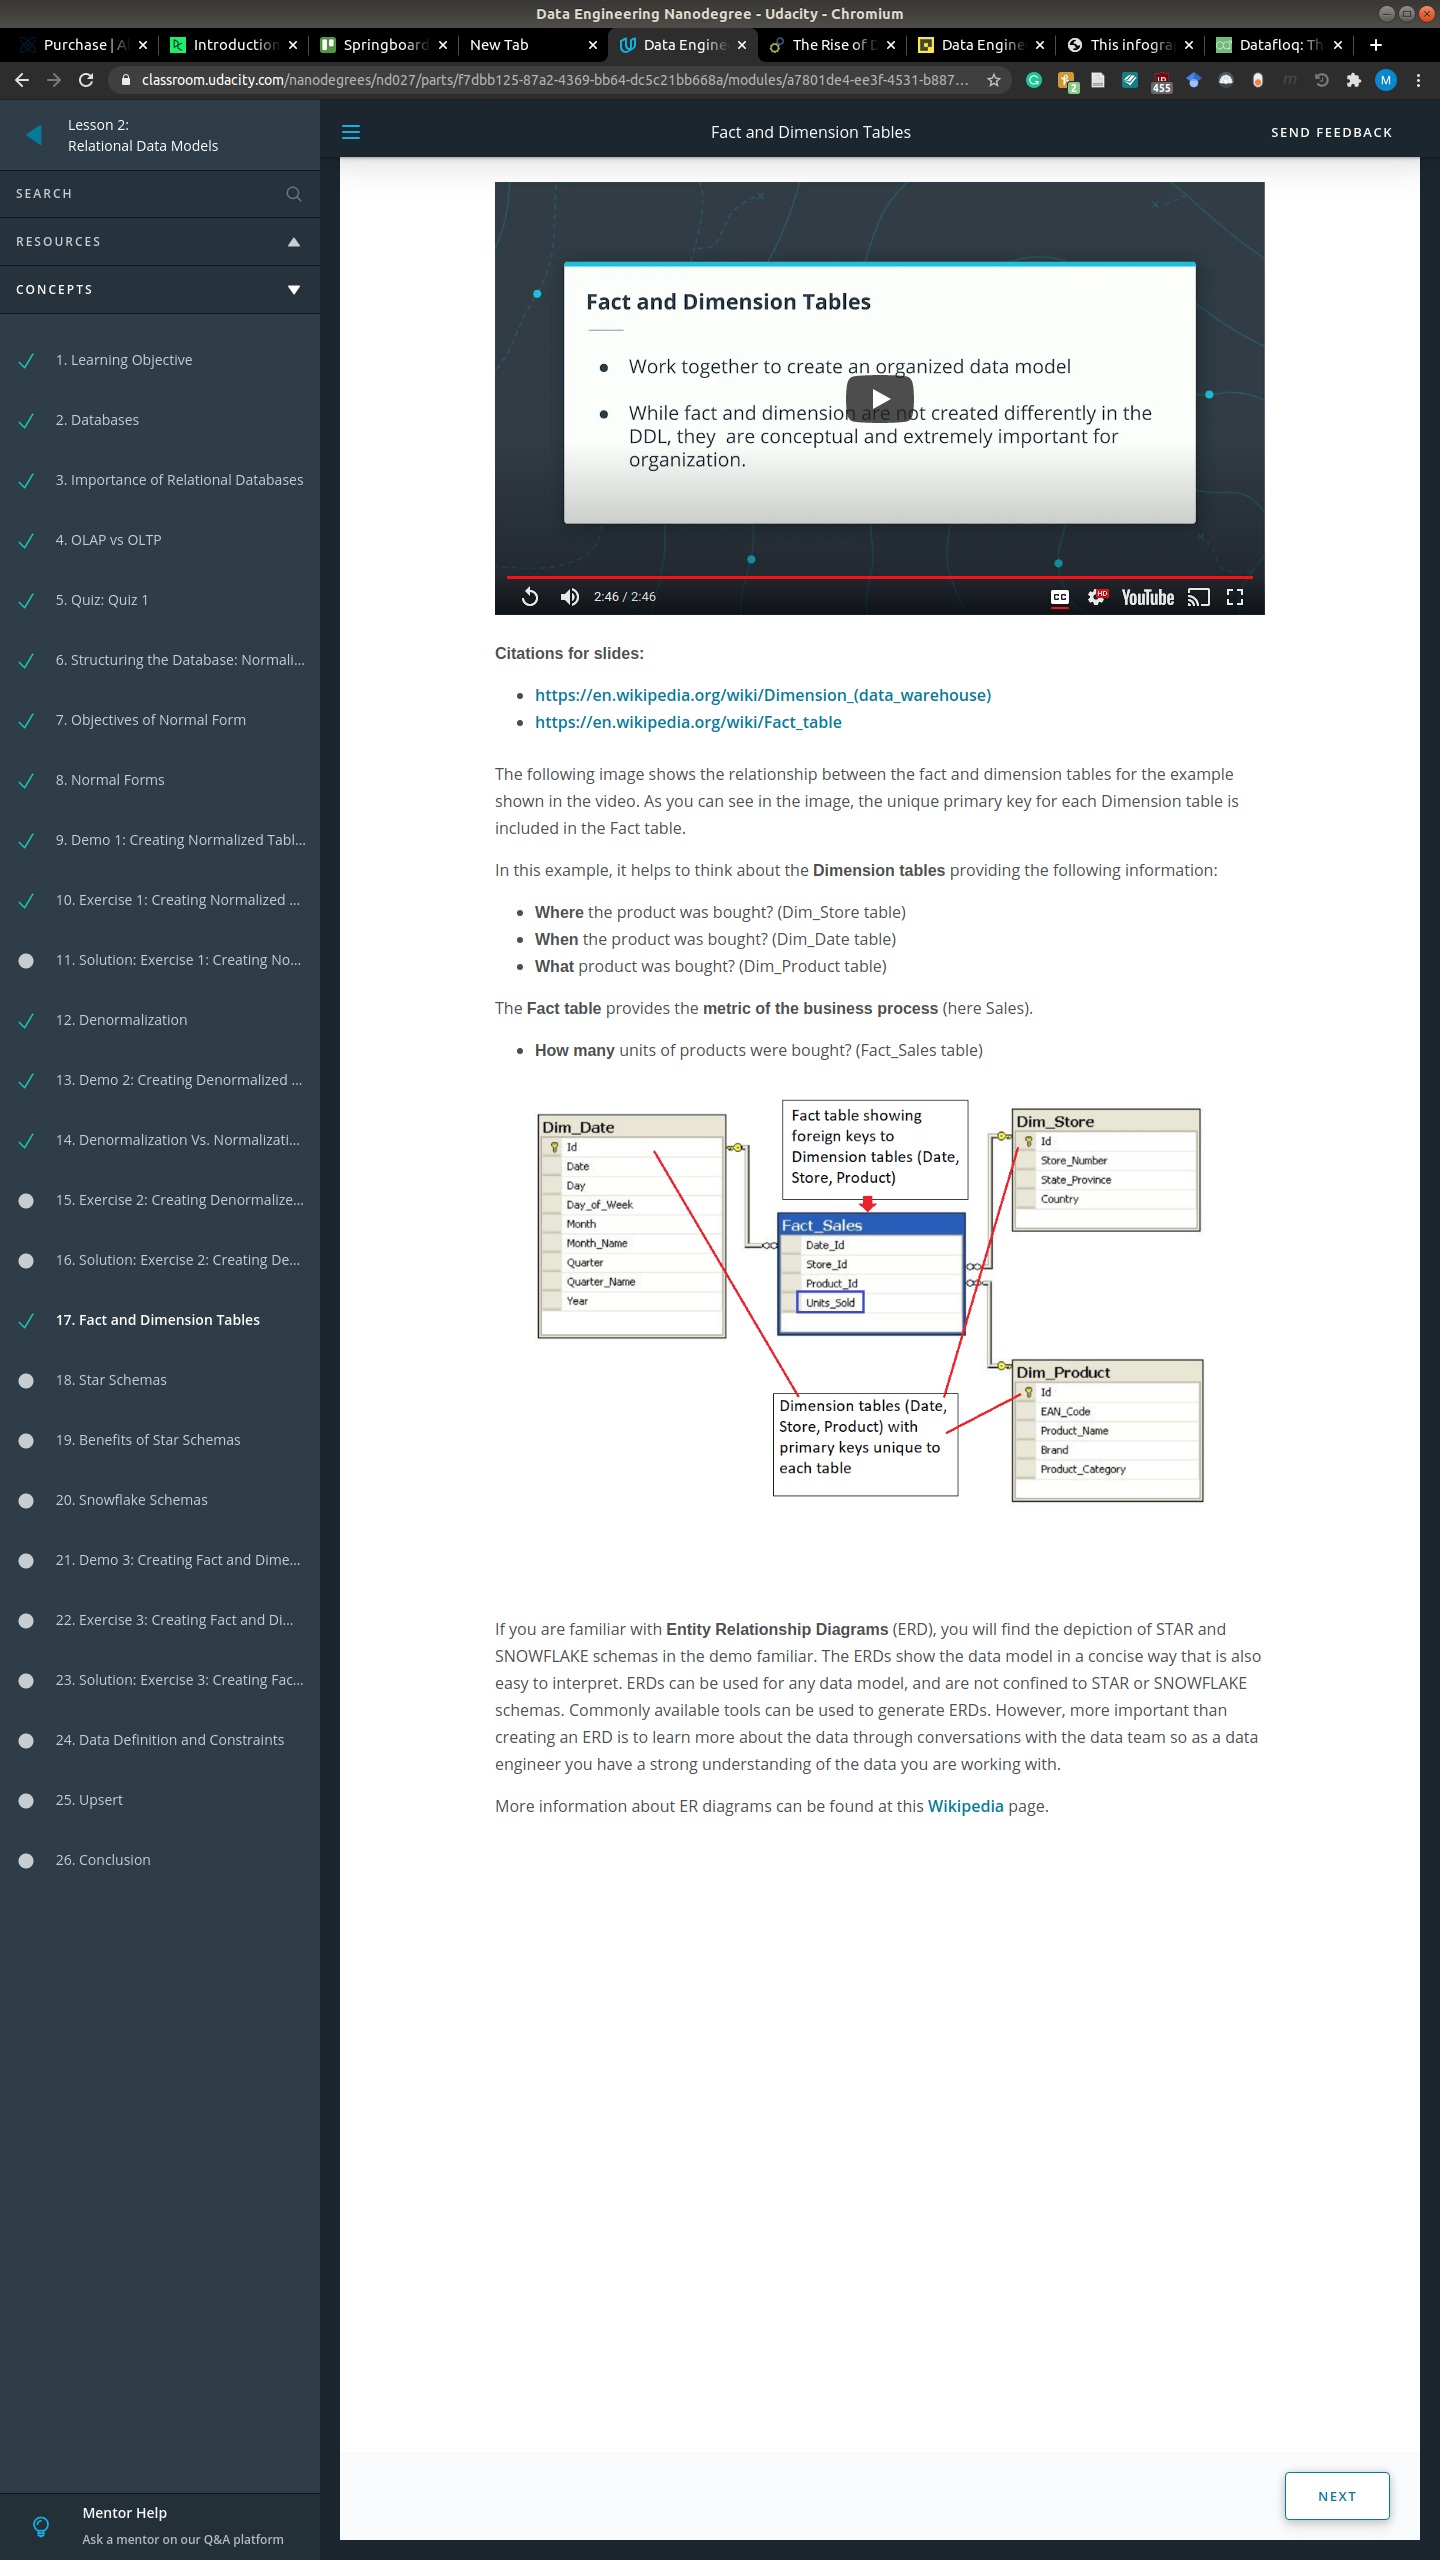 Data Engineering Nanodegree - Udacity - Chromium
Purchase | A
Introduction
Springboard
New Tab
Data Engine
The Rise of D
Data Engine
This infogra
Datafloq: Th
classroom.udacity.com/nanodegrees/nd027/parts/f7dbb125-87a2-4369-bb64-dc5c21bb668a/modules/a7801de4-ee3f-4531-b887...
2
455
M
Lesson 2:
Relational Data Models
Fact and Dimension Tables
SEND FEEDBACK
SEARCH
RESOURCES
CONCEPTS
1. Learning Objective
2. Databases
3. Importance of Relational Databases
4. OLAP vs OLTP
5. Quiz: Quiz 1
6. Structuring the Database: Normali...
7. Objectives of Normal Form
8. Normal Forms
9. Demo 1: Creating Normalized Tabl...
10. Exercise 1: Creating Normalized ...
11. Solution: Exercise 1: Creating No...
12. Denormalization
13. Demo 2: Creating Denormalized ...
14. Denormalization Vs. Normalizati...
15. Exercise 2: Creating Denormalize...
16. Solution: Exercise 2: Creating De...
17. Fact and Dimension Tables
18. Star Schemas
19. Benefits of Star Schemas
20. Snowflake Schemas
21. Demo 3: Creating Fact and Dime...
22. Exercise 3: Creating Fact and Di...
23. Solution: Exercise 3: Creating Fac...
24. Data Definition and Constraints
25. Upsert
26. Conclusion
Mentor Help
Ask a mentor on our Q&A platform
Fact and Dimension Tables
● Work together to create an organized data model
● While fact and dimension are not created differently in the
DDL, they are conceptual and extremely important for
organization.
2:46 / 2:46
CC
HD
YouTube
Citations for slides:
• https://en.wikipedia.org/wiki/Dimension_(data_warehouse)
• https://en.wikipedia.org/wiki/Fact_table
The following image shows the relationship between the fact and dimension tables for the example
shown in the video. As you can see in the image, the unique primary key for each Dimension table is
included in the Fact table.
In this example, it helps to think about the Dimension tables providing the following information:
• Where the product was bought? (Dim_Store table)
• When the product was bought? (Dim_Date table)
• What product was bought? (Dim_Product table)
The Fact table provides the metric of the business process (here Sales).
• How many units of products were bought? (Fact_Sales table)
Dim_Date
Id
Date
Day
Day_of_Week
Month
Month_Name
Quarter
Quarter_Name
Year
Fact table showing
foreign keys to
Dimension tables (Date,
Store, Product)
Fact_Sales
Date_Id
Store_Id
Product_Id
Units_Sold
Dim_Store
Id
Store_Number
State_Province
Country
Dimension tables (Date,
Store, Product) with
primary keys unique to
each table
Dim_Product
Id
EAN_Code
Product_Name
Brand
Product_Category
If you are familiar with Entity Relationship Diagrams (ERD), you will find the depiction of STAR and
SNOWFLAKE schemas in the demo familiar. The ERDs show the data model in a concise way that is also
easy to interpret. ERDs can be used for any data model, and are not confined to STAR or SNOWFLAKE
schemas. Commonly available tools can be used to generate ERDs. However, more important than
creating an ERD is to learn more about the data through conversations with the data team so as a data
engineer you have a strong understanding of the data you are working with.
More information about ER diagrams can be found at this Wikipedia page.
NEXT